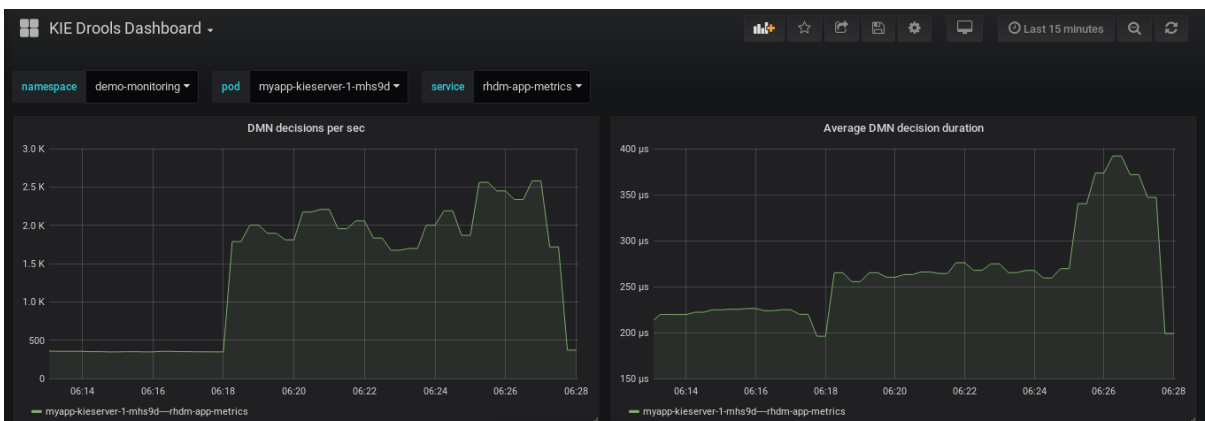 KIE Drools Dashboard
Last 15 minutes
namespace demo-monitoring pod myapp-kieserver-1-mhs9d service rhdm-app-metrics
DMN decisions per sec
3.0 K
2.5 K
2.0 K
1.5 K
1.0 K
500
0
06:14 06:16 06:18 06:20 06:22 06:24 06:26 06:28
myapp-kieserver-1-mhs9d—rhdm-app-metrics
Average DMN decision duration
400 µs
350 µs
300 µs
250 µs
200 µs
150 µs
06:14 06:16 06:18 06:20 06:22 06:24 06:26 06:28
myapp-kieserver-1-mhs9d—rhdm-app-metrics